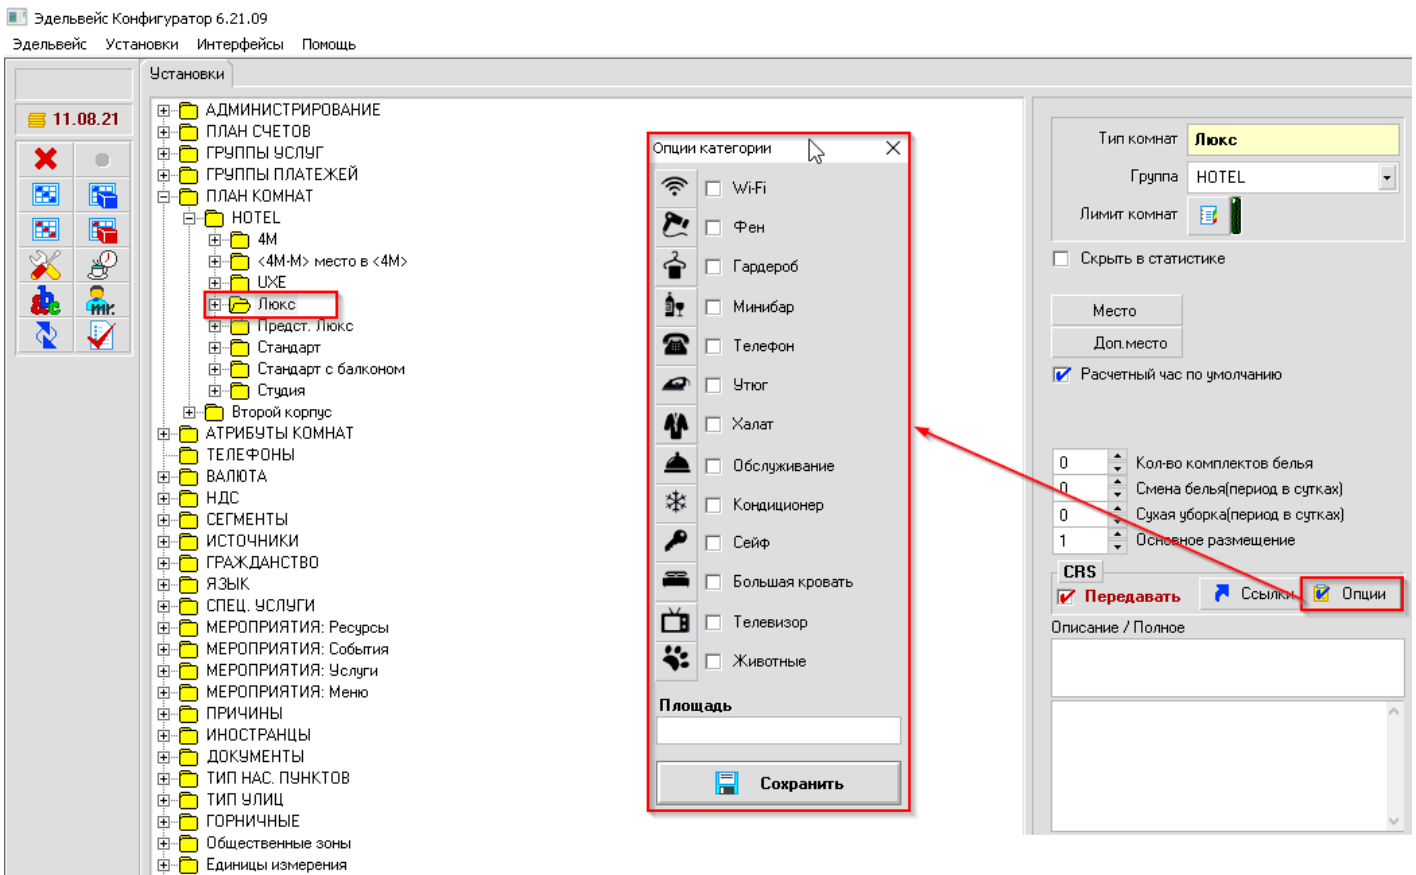 Эдельвейс Конфигуратор 6.21.09
Эдельвейс Установки Интерфейсы Помощь
Установки
11.08.21
АДМИНИСТРИРОВАНИЕ
ПЛАН СЧЕТОВ
ГРУППЫ УСЛУГ
ГРУППЫ ПЛАТЕЖЕЙ
ПЛАН КОМНАТ
HOTEL
4M
<4M-M> место в <4M>
UXE
Люкс
Предст. Люкс
Стандарт
Стандарт с балконом
Студия
Второй корпус
АТРИБУТЫ КОМНАТ
ТЕЛЕФОНЫ
ВАЛЮТА
НДС
СЕГМЕНТЫ
ИСТОЧНИКИ
ГРАЖДАНСТВО
ЯЗЫК
СПЕЦ. УСЛУГИ
МЕРОПРИЯТИЯ: Ресурсы
МЕРОПРИЯТИЯ: События
МЕРОПРИЯТИЯ: Услуги
МЕРОПРИЯТИЯ: Меню
ПРИЧИНЫ
ИНОСТРАНЦЫ
ДОКУМЕНТЫ
ТИП НАС. ПУНКТОВ
ТИП УЛИЦ
ГОРНИЧНЫЕ
Общественные зоны
Единицы измерения
Опции категории
Wi-Fi
Фен
Гардероб
Минибар
Телефон
Утюг
Халат
Обслуживание
Кондиционер
Сейф
Большая кровать
Телевизор
Животные
Площадь
Сохранить
Тип комнат Люкс
Группа HOTEL
Лимит комнат
Скрыть в статистике
Место
Доп.место
Расчетный час по умолчанию
0 Кол-во комплектов белья
0 Смена белья(период в сутках)
0 Сухая уборка(период в сутках)
1 Основное размещение
CRS
Передавать Ссылки Опции
Описание / Полное
abc
mr.